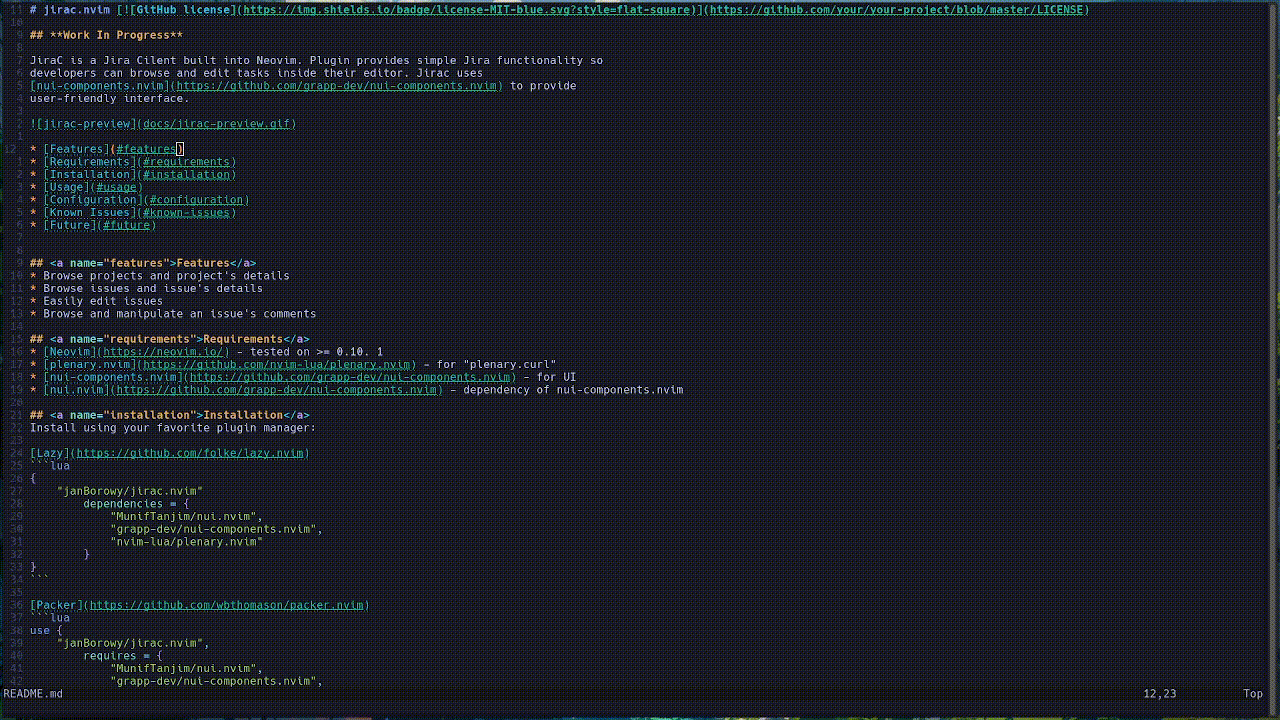 11 # jirac.nvim [![GitHub license](https://img.shields.io/badge/license-MIT-blue.svg?style=flat-square)](https://github.com/your/your-project/blob/master/LICENSE)
10
9 ## **Work In Progress**
8
7 JiraC is a Jira Cilent built into Neovim. Plugin provides simple Jira functionality so
6 developers can browse and edit tasks inside their editor. Jirac uses
5 [nui-components.nvim](https://github.com/grapp-dev/nui-components.nvim) to provide
4 user-friendly interface.
3
2 ![jirac-preview](docs/jirac-preview.gif)
1
12 * [Features](#features)
1 * [Requirements](#requirements)
2 * [Installation](#installation)
3 * [Usage](#usage)
4 * [Configuration](#configuration)
5 * [Known Issues](#known-issues)
6 * [Future](#future)
7
8
9 ## <a name="features">Features</a>
10 * Browse projects and project's details
11 * Browse issues and issue's details
12 * Easily edit issues
13 * Browse and manipulate an issue's comments
14
15 ## <a name="requirements">Requirements</a>
16 * [Neovim](https://neovim.io/) - tested on >= 0.10. 1
17 * [plenary.nvim](https://github.com/nvim-lua/plenary.nvim) - for "plenary.curl"
18 * [nui-components.nvim](https://github.com/grapp-dev/nui-components.nvim) - for UI
19 * [nui.nvim](https://github.com/grapp-dev/nui-components.nvim) - dependency of nui-components.nvim
20
21 ## <a name="installation">Installation</a>
22 Install using your favorite plugin manager:
23
24 [Lazy](https://github.com/folke/lazy.nvim)
25 ```lua
26 {
27     "janBorowy/jirac.nvim"
28         dependencies = {
29             "MunifTanjim/nui.nvim",
30             "grapp-dev/nui-components.nvim",
31             "nvim-lua/plenary.nvim"
32         }
33 }
34 ```
35
36 [Packer](https://github.com/wbthomason/packer.nvim)
37 ```lua
38 use {
39     "janBorowy/jirac.nvim",
40         requires = {
41             "MunifTanjim/nui.nvim",
42             "grapp-dev/nui-components.nvim",
README.md 12,23 Top